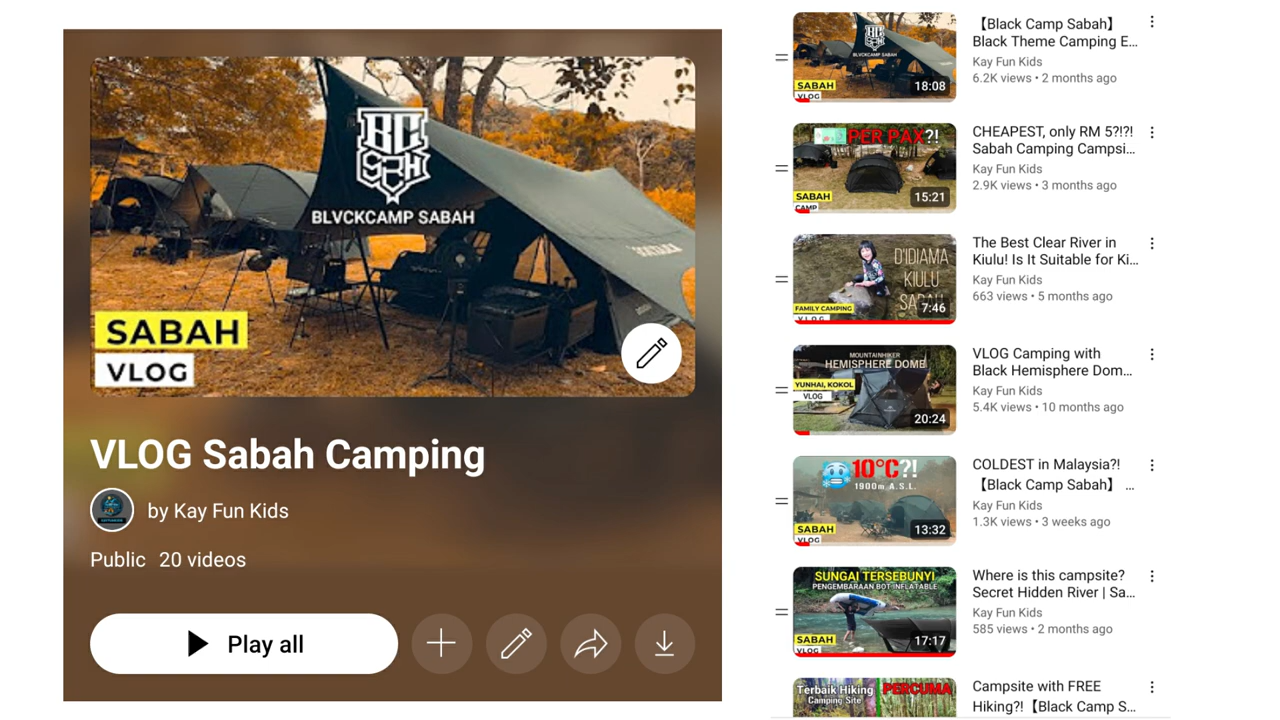 BC
SBH
BLVCKCAMP SABAH
SABAH
VLOG
VLOG Sabah Camping
by Kay Fun Kids
Public 20 videos
Play all
BLVCKCAMP SABAH
SABAH
VLOG
18:08
【Black Camp Sabah】
Black Theme Camping E...
Kay Fun Kids
6.2K views • 2 months ago
PER PAX?!
SABAH
CAMP
15:21
CHEAPEST, only RM 5?!?!
Sabah Camping Campsi...
Kay Fun Kids
2.9K views • 3 months ago
D'IDIAMA
KIULU
SABAH
FAMILY CAMPING
VLOG
7:46
The Best Clear River in
Kiulu! Is It Suitable for Ki...
Kay Fun Kids
663 views • 5 months ago
MOUNTAINHIKER
HEMISPHERE DOME
YUNHAI, KOKOL
VLOG
20:24
VLOG Camping with
Black Hemisphere Dom...
Kay Fun Kids
5.4K views • 10 months ago
10°C?!
1900m A.S.L.
SABAH
VLOG
13:32
COLDEST in Malaysia?!
【Black Camp Sabah】 ...
Kay Fun Kids
1.3K views • 3 weeks ago
SUNGAI TERSEBUNYI
PENGEMBARAAN BOT INFLATABLE
SABAH
VLOG
17:17
Where is this campsite?
Secret Hidden River | Sa...
Kay Fun Kids
585 views • 2 months ago
Terbaik Hiking
Camping Site
PERCUMA
Campsite with FREE
Hiking?!【Black Camp S...